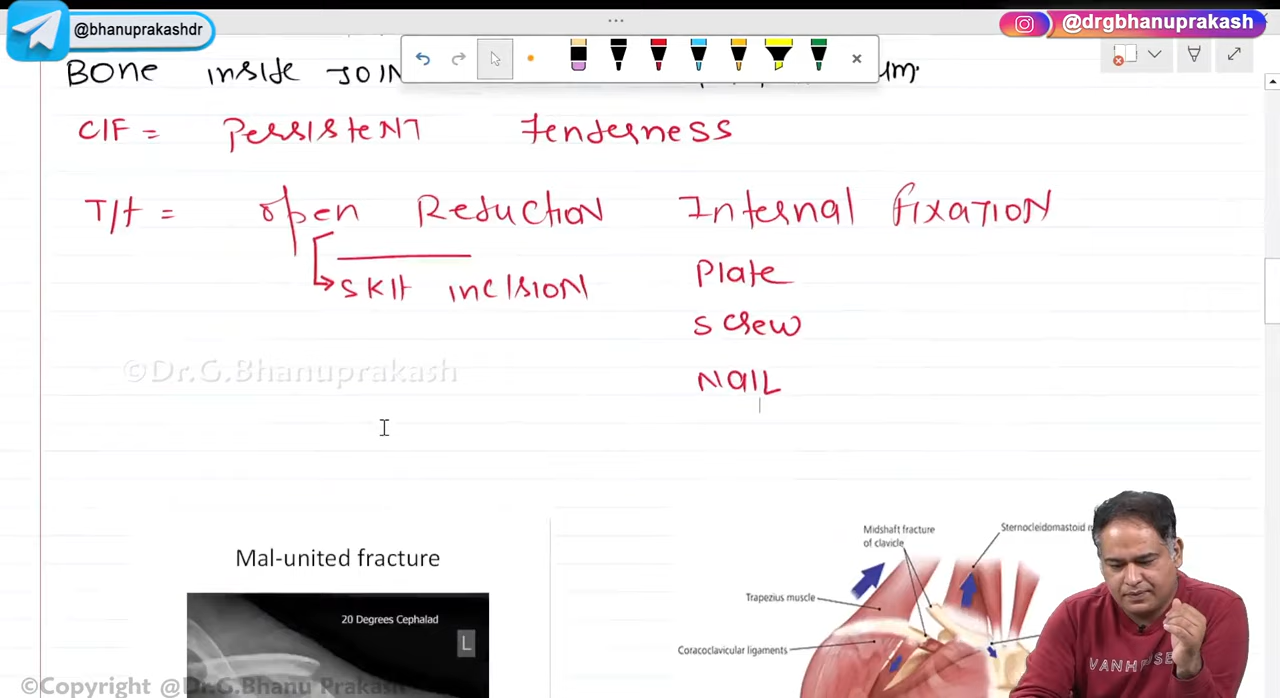 @bhanuprakashdr
@drgbhanuprakash
BONE inside JOIN
CIF = Persistent Tenderness
T/t = open Reduction Internal fixation
SKIN incision
Plate
Screw
Nail
©Dr.G.Bhanuprakash
Mal-united fracture
20 Degrees Cephalad
L
Midshaft fracture
of clavicle
Sternocleidomastoid
Trapezius muscle
Coracoclavicular ligaments
©Copyright @Dr.G.Bhanu Prakash